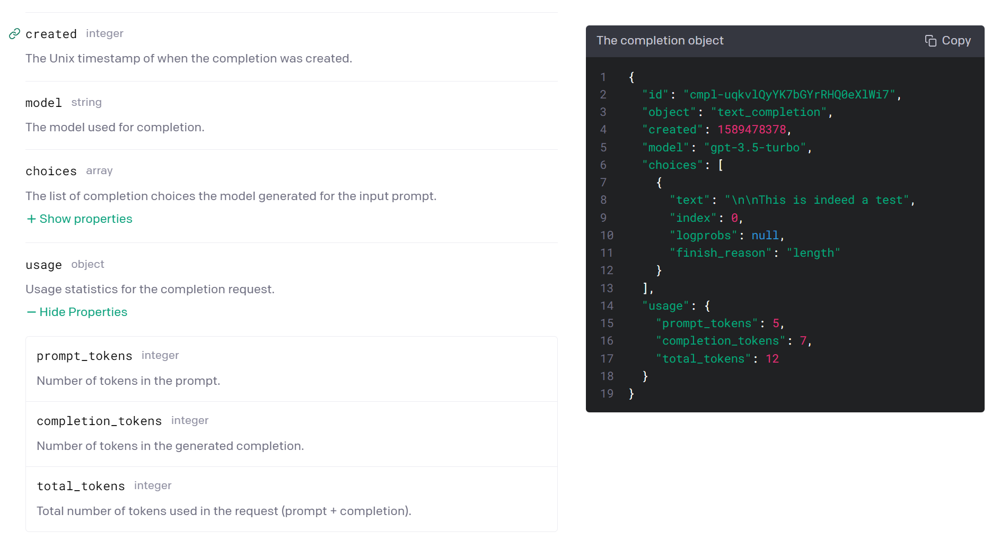 created integer
The Unix timestamp of when the completion was created.
model string
The model used for completion.
choices array
The list of completion choices the model generated for the input prompt.
+ Show properties
usage object
Usage statistics for the completion request.
— Hide Properties
prompt_tokens integer
Number of tokens in the prompt.
completion_tokens integer
Number of tokens in the generated completion.
total_tokens integer
Total number of tokens used in the request (prompt + completion).
The completion object Copy
1 {
2 "id": "cmpl-uqkvlQyYK7bGYrRHQ0eXlWi7",
3 "object": "text_completion",
4 "created": 1589478378,
5 "model": "gpt-3.5-turbo",
6 "choices": [
7 {
8 "text": "\n\nThis is indeed a test",
9 "index": 0,
10 "logprobs": null,
11 "finish_reason": "length"
12 }
13 ],
14 "usage": {
15 "prompt_tokens": 5,
16 "completion_tokens": 7,
17 "total_tokens": 12
18 }
19 }